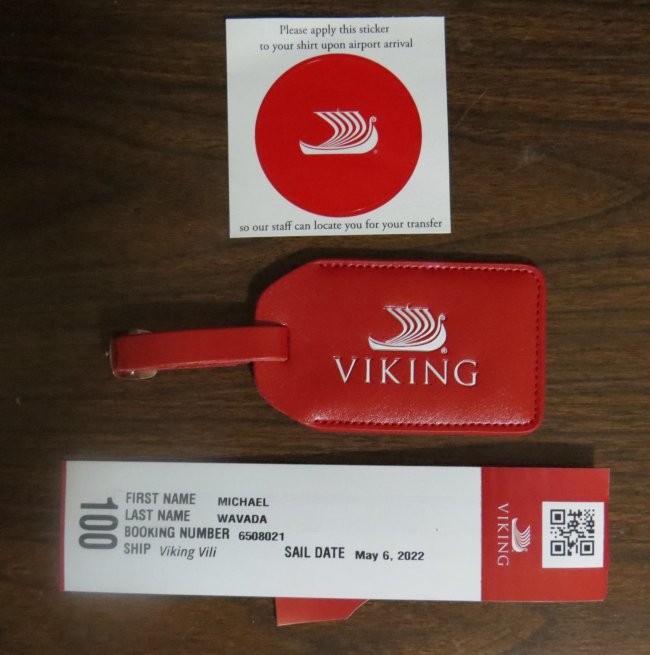 Please apply this sticker
to your shirt upon airport arrival
so our staff can locate you for your transfer
VIKING
100
FIRST NAME MICHAEL
LAST NAME WAVADA
BOOKING NUMBER 6508021
SHIP Viking Vili SAIL DATE May 6, 2022
VIKING